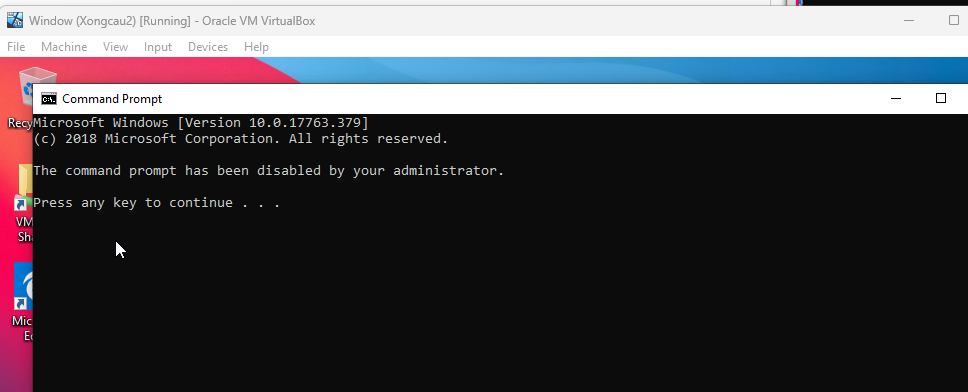 Window (Xongcau2) [Running] - Oracle VM VirtualBox
File Machine View Input Devices Help
Command Prompt
Recy
Microsoft Windows [Version 10.0.17763.379]
(c) 2018 Microsoft Corporation. All rights reserved.
The command prompt has been disabled by your administrator.
Press any key to continue . . .
VM
Sh
Mic
E